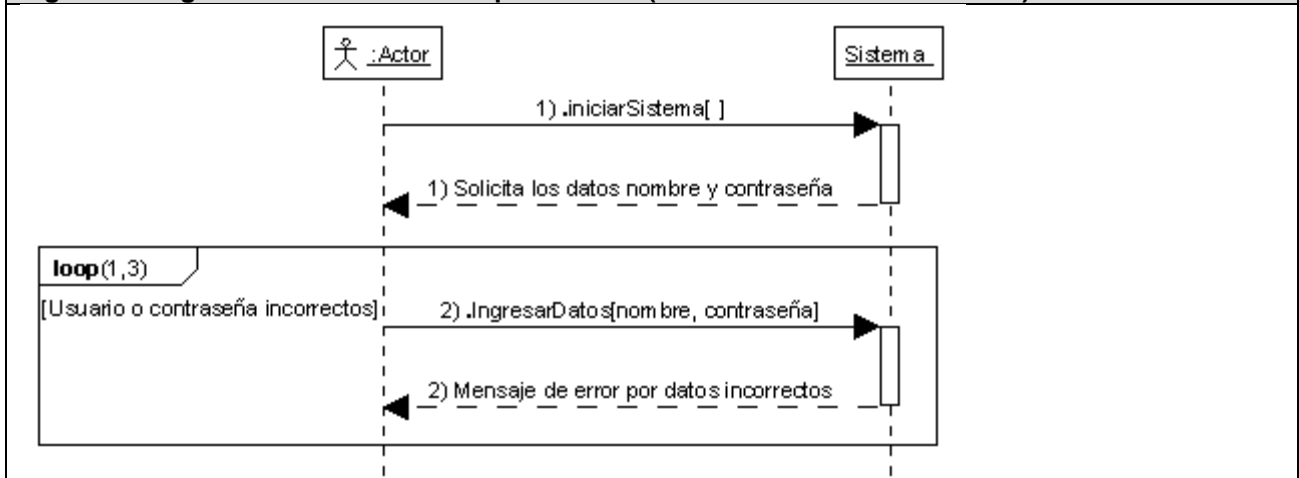 :Actor
Sistema
1) .iniciarSistema[ ]
1) Solicita los datos nombre y contraseña
loop(1,3)
[Usuario o contraseña incorrectos]
2) .IngresarDatos[nombre, contraseña]
2) Mensaje de error por datos incorrectos